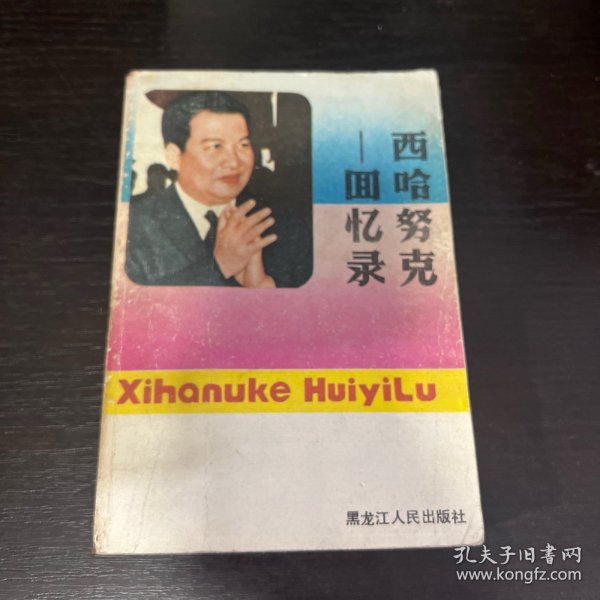 西哈努克
—回忆录
Xihanuke HuiyiLu
黑龙江人民出版社
孔夫子旧书网
www.kongfz.com